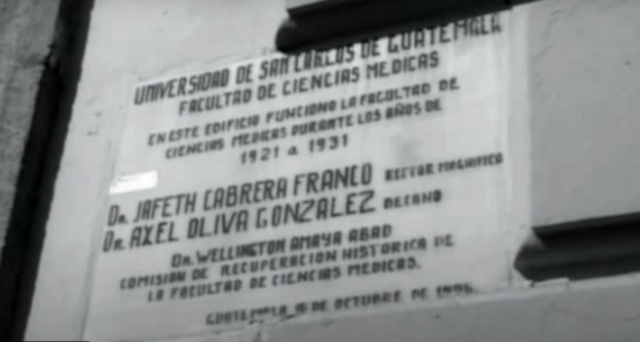 UNIVERSIDAD DE SAN CARLOS DE GUATEMALA
FACULTAD DE CIENCIAS MEDICAS
EN ESTE EDIFICIO FUNCIONO LA FACULTAD DE
CIENCIAS MEDICAS DURANTE LOS AÑOS DE
1921 a 1931
Dr. JAFETH CABRERA FRANCO RECTOR MAGNIFICO
Dr. AXEL OLIVA GONZALEZ DECANO
Dr. WELLINGTON AMAYA ABAD
COMISION DE RECUPERACION HISTORICA DE
LA FACULTAD DE CIENCIAS MEDICAS.
GUATEMALA, DE OCTUBRE DE